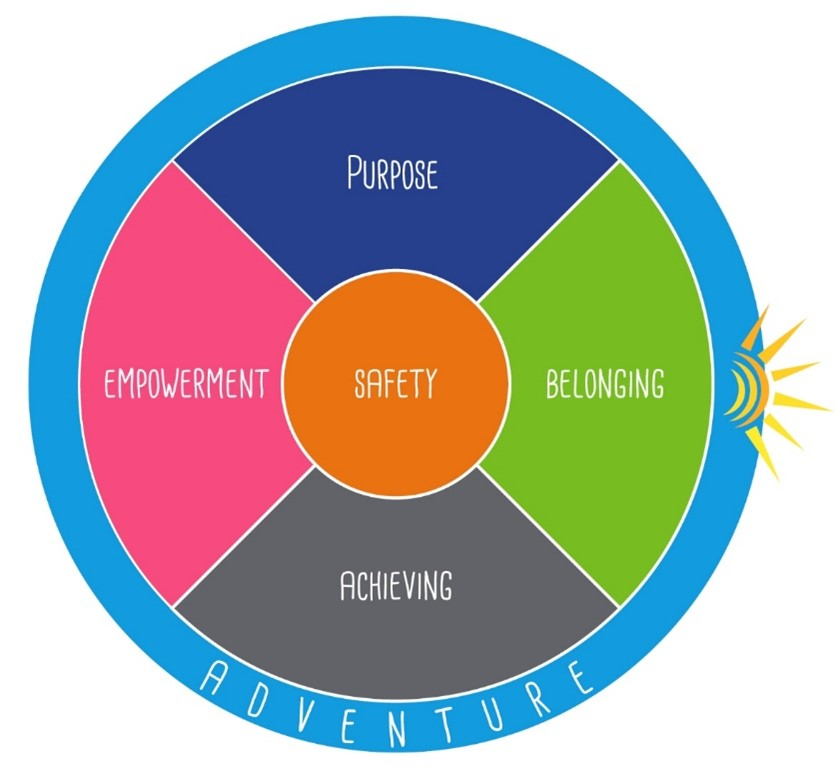 PURPOSE
EMPOWERMENT
SAFETY
BELONGING
ACHIEVING
ADVENTURE